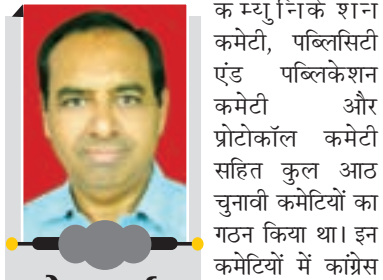 कम्युनिकेशन
कमेटी, पब्लिसिटी
एंड पब्लिकेशन
कमेटी और
प्रोटोकॉल कमेटी
सहित कुल आठ
चुनावी कमेटियों का
गठन किया था। इन
कमेटियों में कांग्रेस